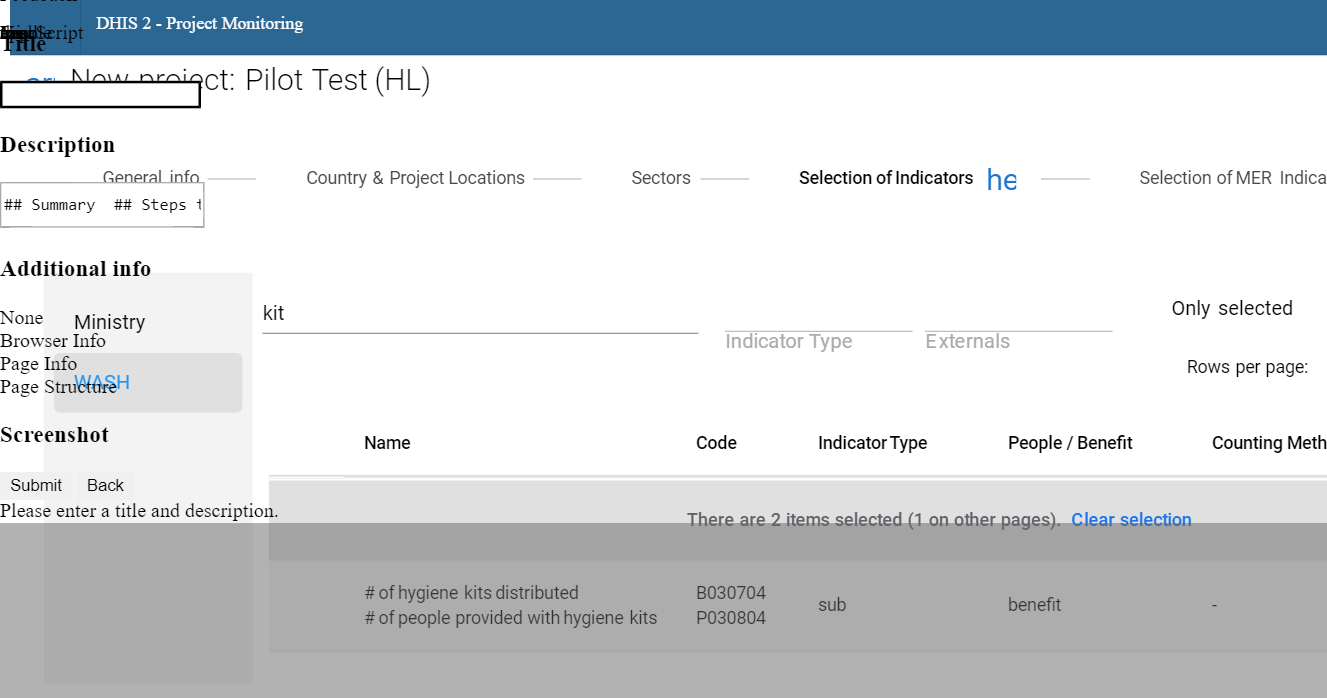 DHIS 2 - Project Monitoring
Title
New project: Pilot Test (HL)
Description
General info
Country & Project Locations
Sectors
Selection of Indicators
he
Selection of MER Indica
## Summary ## Steps t
Additional info
None
Browser Info
Page Info
Page Structure
Ministry
WASH
kit
Indicator Type
Externals
Only selected
Rows per page:
Screenshot
Submit Back
Please enter a title and description.
Name Code Indicator Type People / Benefit Counting Meth
There are 2 items selected (1 on other pages). Clear selection
# of hygiene kits distributed B030704
# of people provided with hygiene kits P030804
sub benefit -